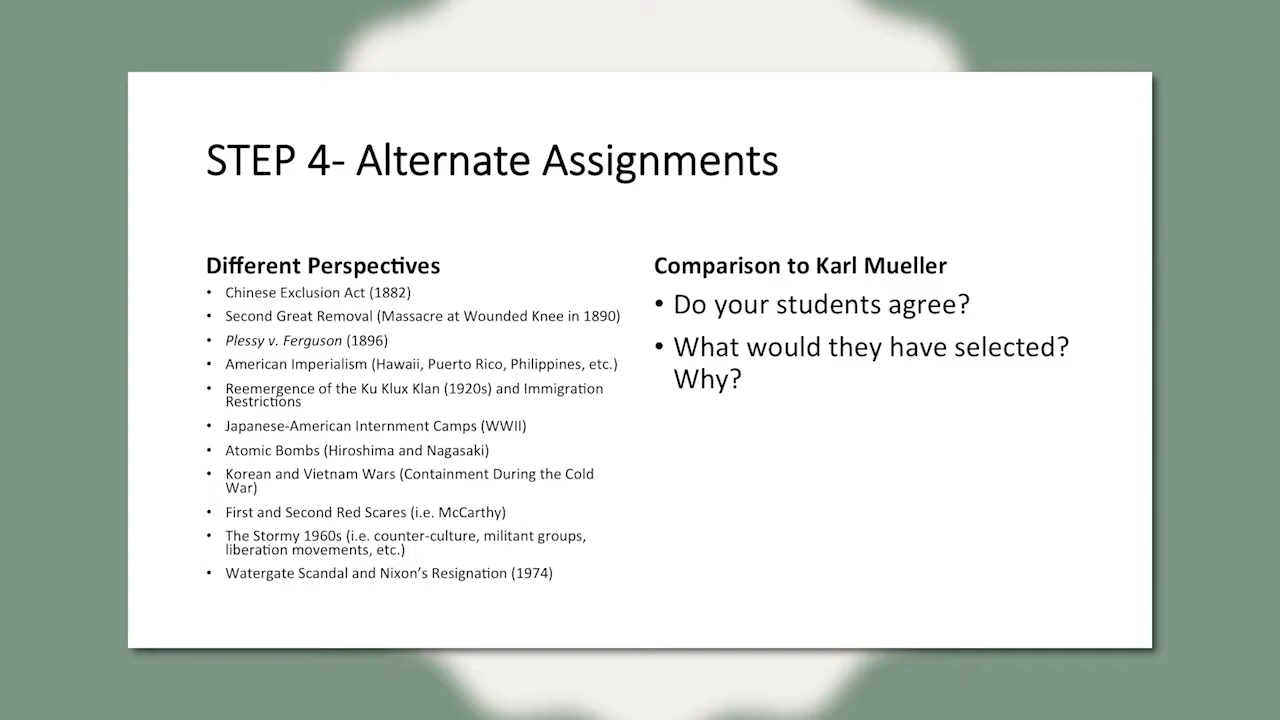 STEP 4- Alternate Assignments
Different Perspectives
• Chinese Exclusion Act (1882)
• Second Great Removal (Massacre at Wounded Knee in 1890)
• Plessy v. Ferguson (1896)
• American Imperialism (Hawaii, Puerto Rico, Philippines, etc.)
• Reemergence of the Ku Klux Klan (1920s) and Immigration
Restrictions
• Japanese-American Internment Camps (WWII)
• Atomic Bombs (Hiroshima and Nagasaki)
• Korean and Vietnam Wars (Containment During the Cold
War)
• First and Second Red Scares (i.e. McCarthy)
• The Stormy 1960s (i.e. counter-culture, militant groups,
liberation movements, etc.)
• Watergate Scandal and Nixon’s Resignation (1974)
Comparison to Karl Mueller
• Do your students agree?
• What would they have selected?
Why?